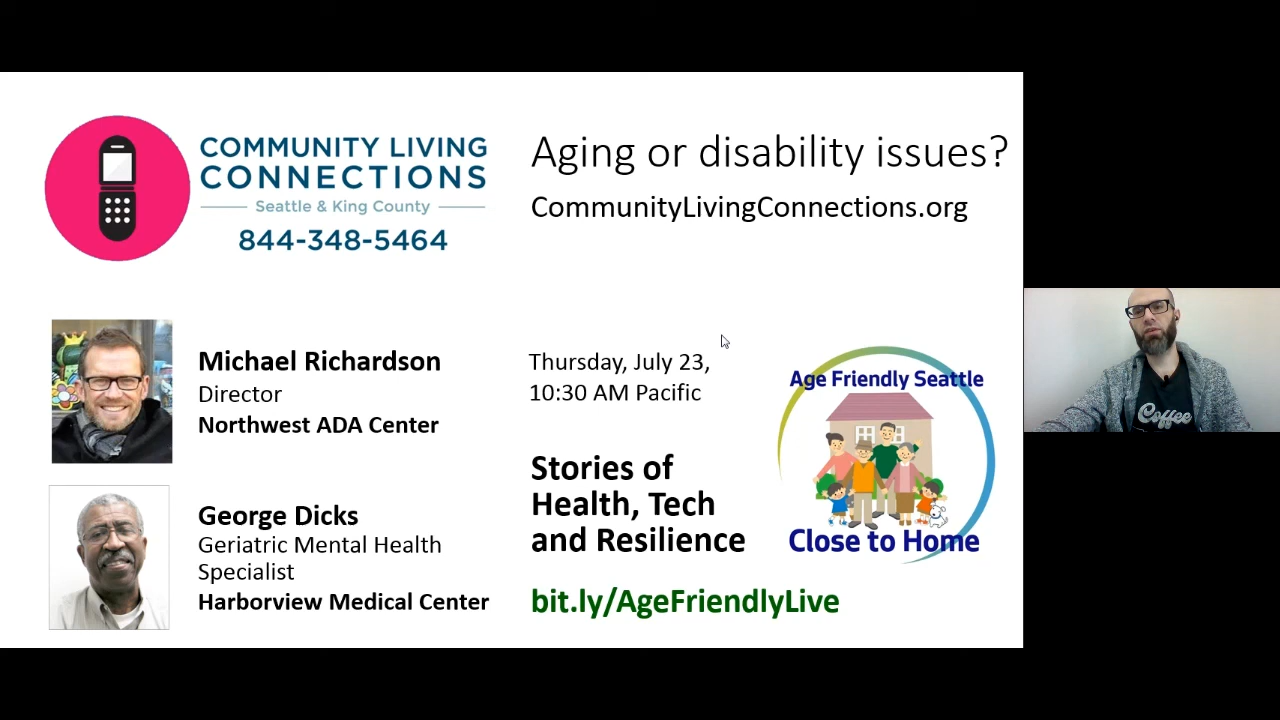 COMMUNITY LIVING
CONNECTIONS
Seattle & King County
844-348-5464
Aging or disability issues?
CommunityLivingConnections.org
Michael Richardson
Director
Northwest ADA Center
George Dicks
Geriatric Mental Health
Specialist
Harborview Medical Center
Thursday, July 23,
10:30 AM Pacific
Stories of
Health, Tech
and Resilience
bit.ly/AgeFriendlyLive
Age Friendly Seattle
Close to Home
Coffee